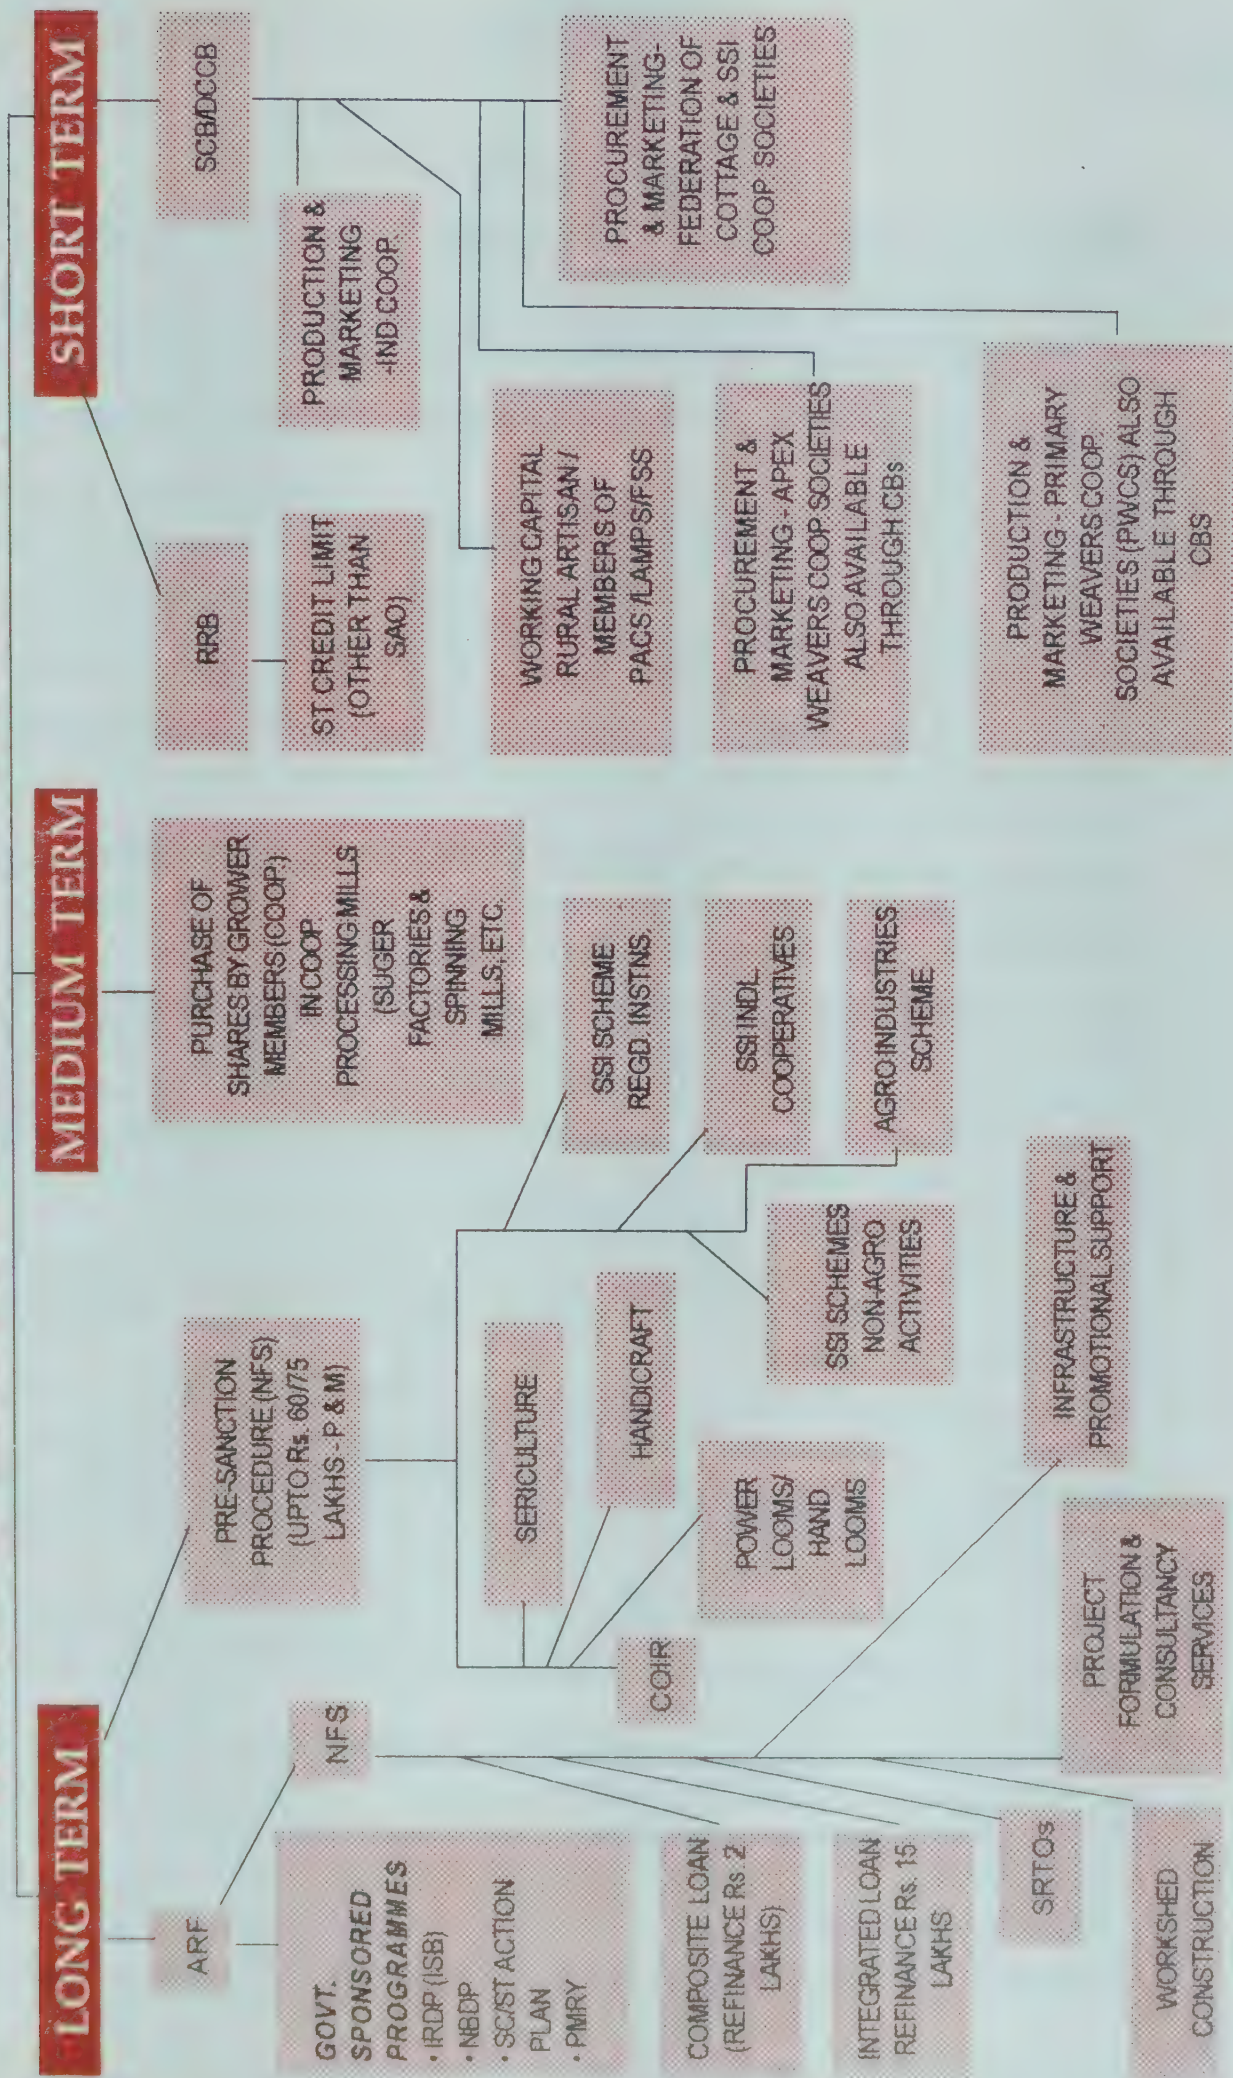 LONG TERM
MEDIUM TERM
SHORT TERM
ARF
NFS
GOVT.
SPONSORED
PROGRAMMES
• IRDP (ISB)
• NBDP
• SC/ST ACTION
PLAN
• PMRY
COMPOSITE LOAN
(REFINANCE Rs. 2
LAKHS)
INTEGRATED LOAN
REFINANCE Rs. 15
LAKHS
SRTOs
WORKSHED
CONSTRUCTION
PROJECT
FORMULATION &
CONSULTANCY
SERVICES
INFRASTRUCTURE &
PROMOTIONAL SUPPORT
PRE-SANCTION
PROCEDURE (NFS)
(UPTO Rs. 60/75
LAKHS - P & M)
SERICULTURE
HANDICRAFT
POWER
LOOMS/
HAND
LOOMS
COIR
SSI SCHEME
REGD. INSTNS.
SSI INDL
COOPERATIVES
AGRO INDUSTRIES
SCHEME
SSI SCHEMES
NON-AGRO
ACTIVITIES
PURCHASE OF
SHARES BY GROWER
MEMBERS (COOP.)
IN COOP
PROCESSING MILLS
(SUGER
FACTORIES &
SPINNING
MILLS, ETC.
RRB
ST CREDIT LIMIT
(OTHER THAN
SAO)
SCB/DCCB
PRODUCTION &
MARKETING
-IND COOP.
WORKING CAPITAL
RURAL ARTISAN /
MEMBERS OF
PACS /LAMPS/FSS
PROCUREMENT &
MARKETING - APEX
WEAVERS COOP SOCIETIES
ALSO AVAILABLE
THROUGH CBs
PRODUCTION &
MARKETING - PRIMARY
WEAVERS COOP.
SOCIETIES (PWCS) ALSO
AVAILABLE THROUGH
CBS
PROCUREMENT
& MARKETING-
FEDERATION OF
COTTAGE & SSI
COOP. SOCIETIES